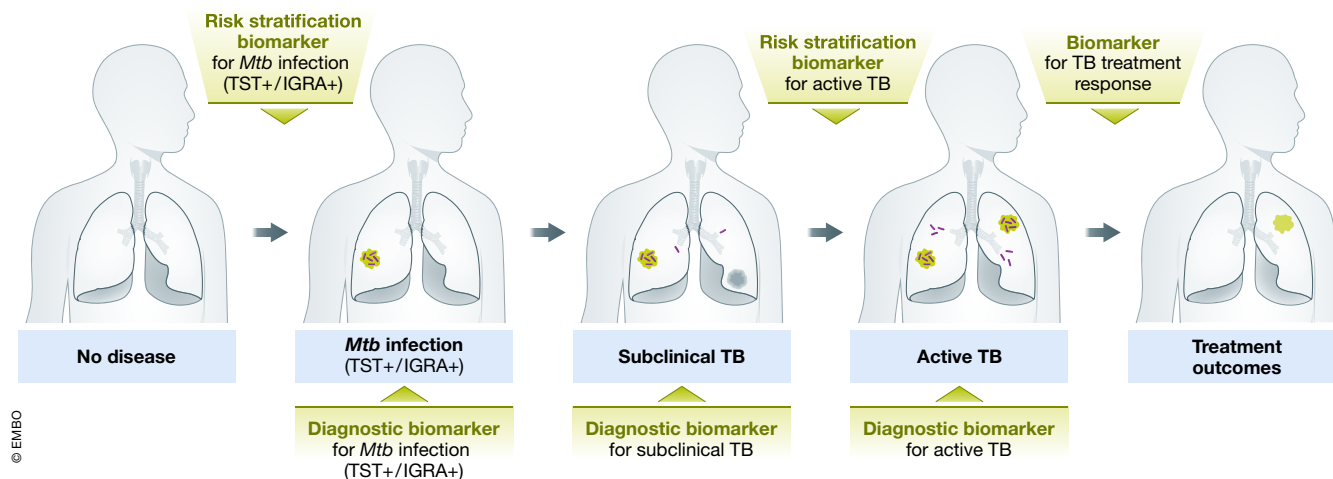 Risk stratification
biomarker
for Mtb infection
(TST+/IGRA+)
Risk stratification
biomarker
for active TB
Biomarker
for TB treatment
response
No disease
Mtb infection
(TST+/IGRA+)
Subclinical TB
Active TB
Treatment
outcomes
Diagnostic biomarker
for Mtb infection
(TST+/IGRA+)
Diagnostic biomarker
for subclinical TB
Diagnostic biomarker
for active TB
© EMBO